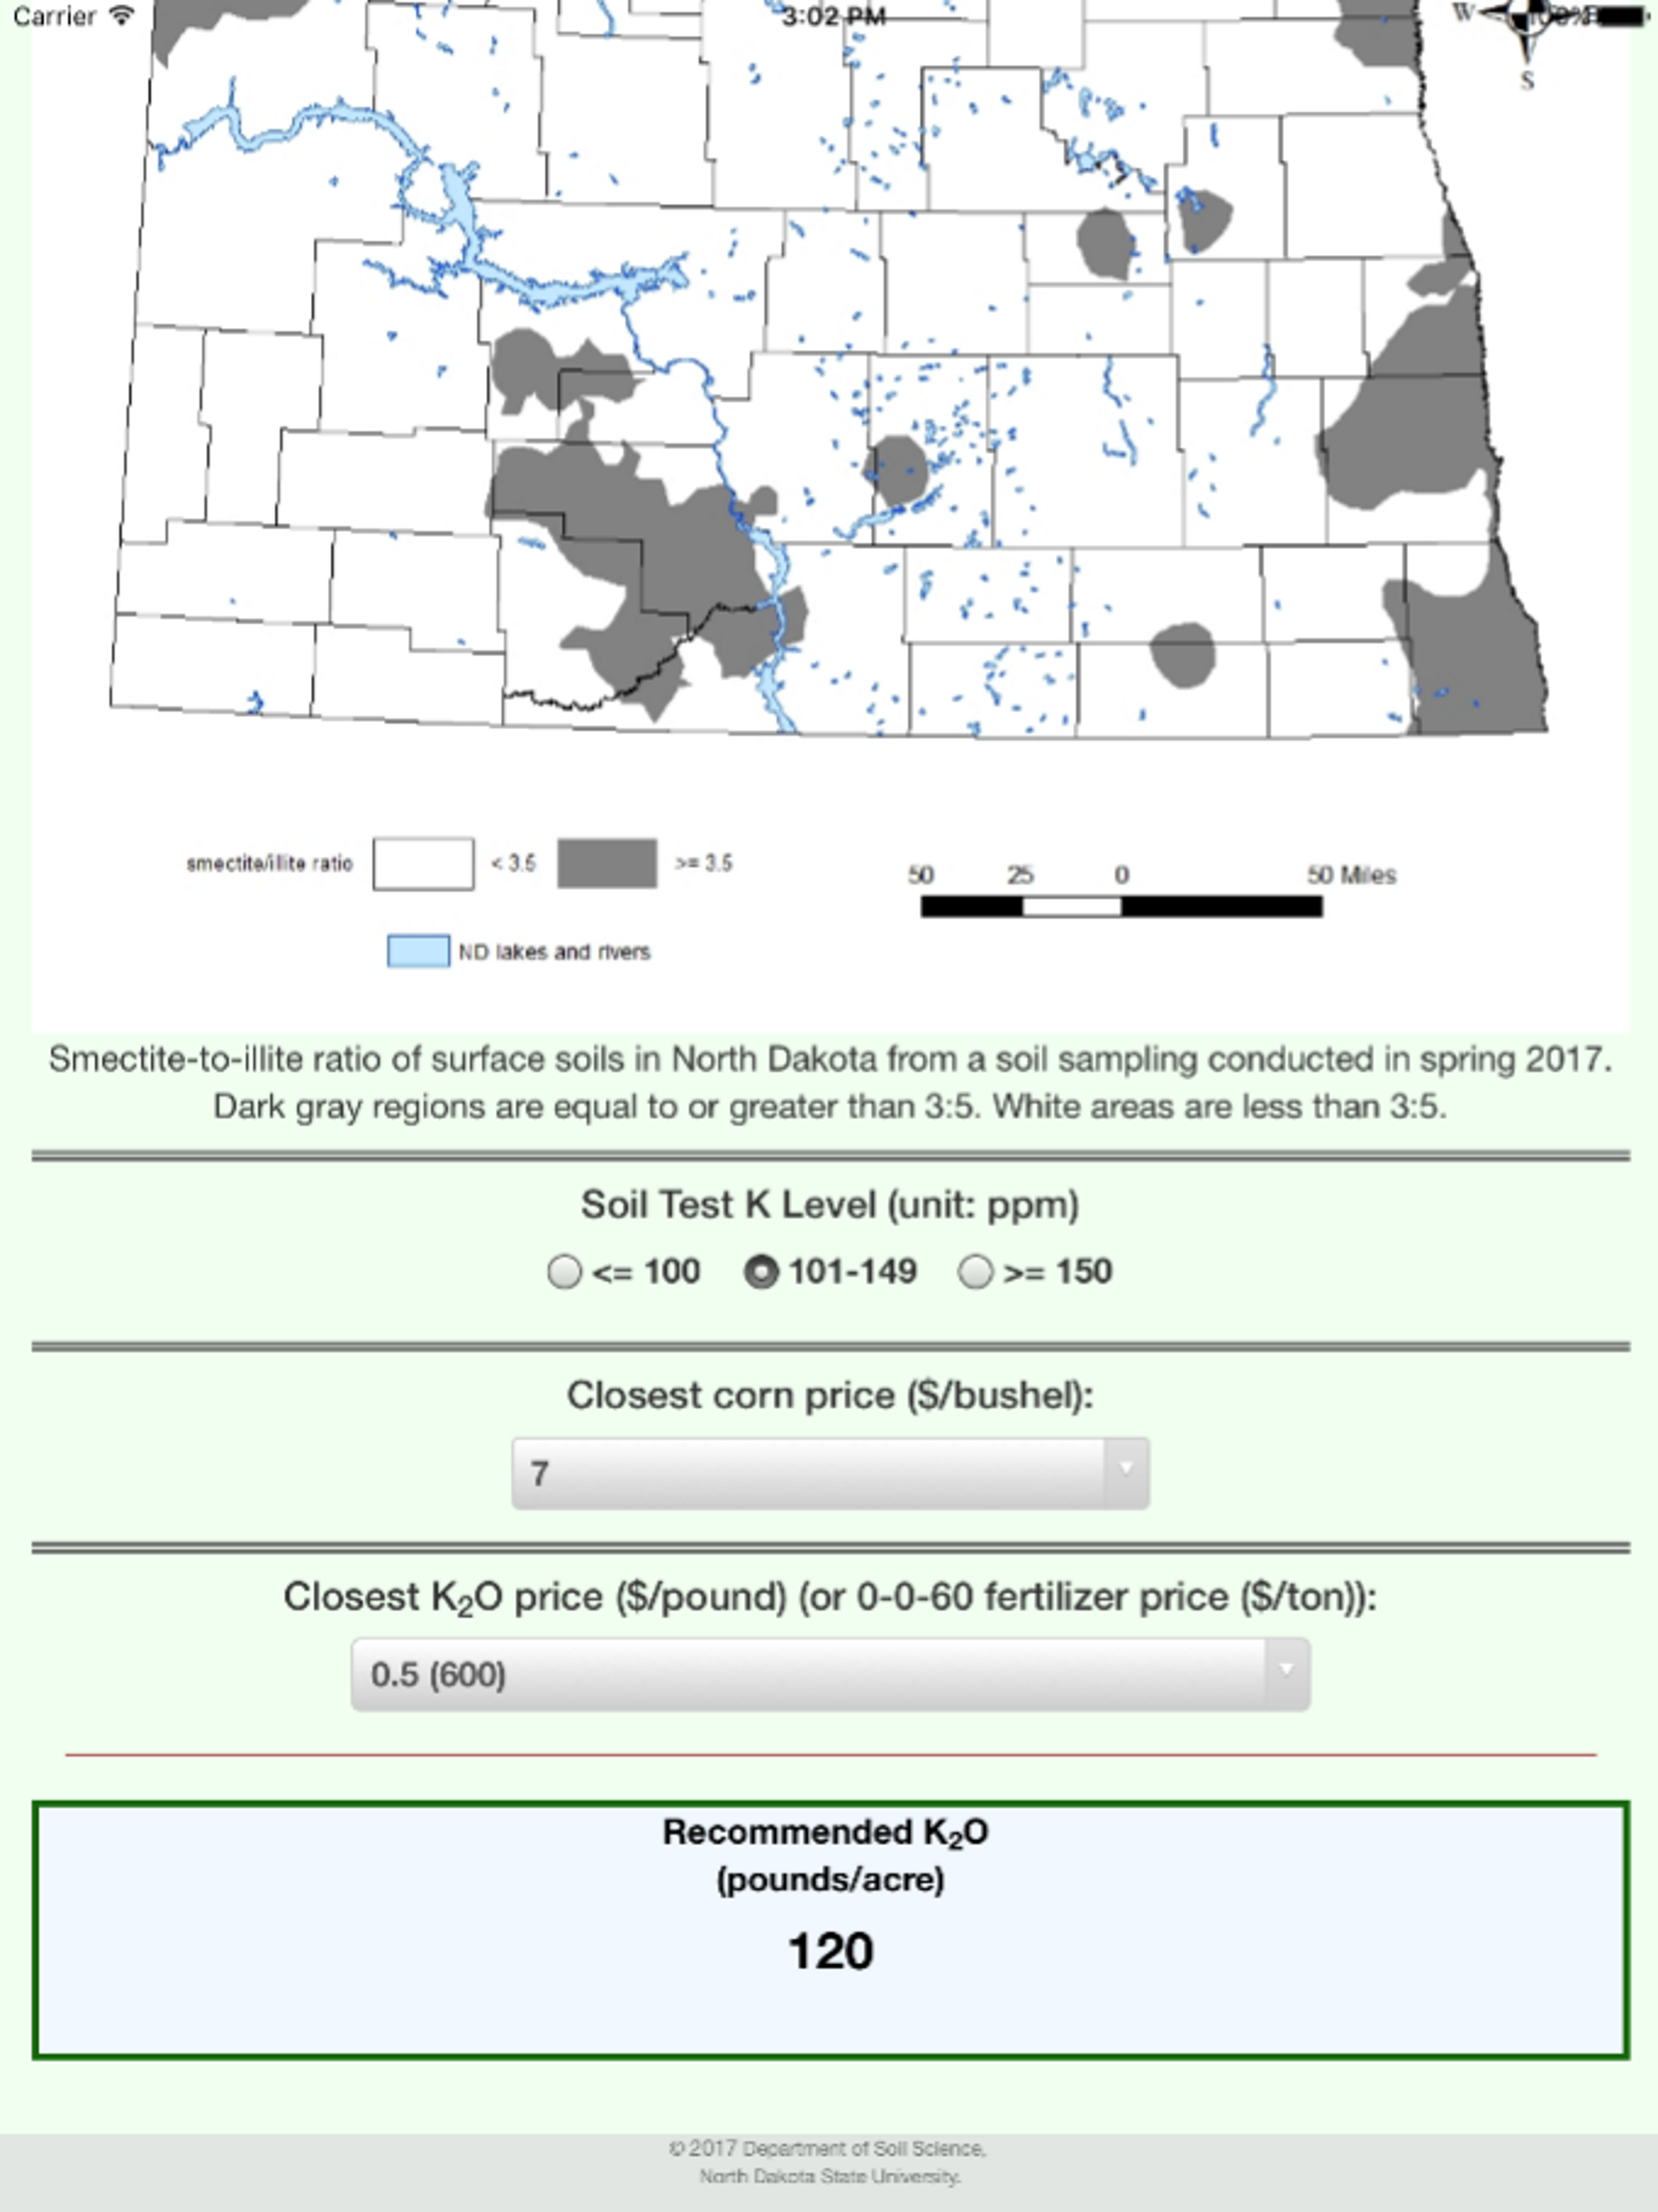 Carrier 3:02 PM
W
S
smectite/illite ratio < 3.5 >= 3.5
50 25 0 50 Miles
ND lakes and rivers
Smectite-to-illite ratio of surface soils in North Dakota from a soil sampling conducted in spring 2017.
Dark gray regions are equal to or greater than 3:5. White areas are less than 3:5.
Soil Test K Level (unit: ppm)
<= 100 101-149 >= 150
Closest corn price ($/bushel):
7
Closest K₂O price ($/pound) (or 0-0-60 fertilizer price ($/ton)):
0.5 (600)
Recommended K₂O
(pounds/acre)
120
© 2017 Department of Soil Science,
North Dakota State University.